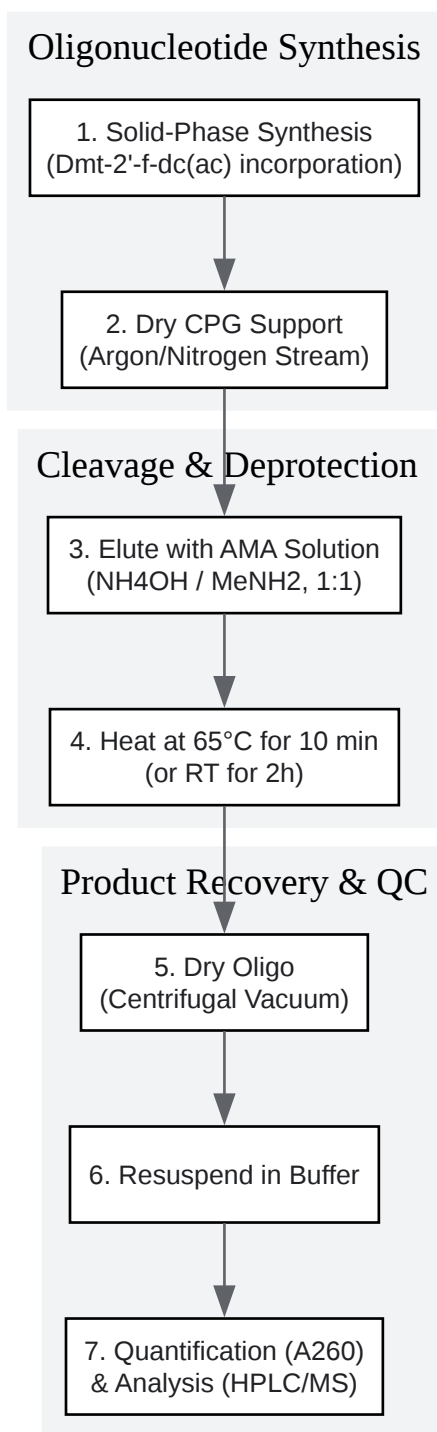 Oligonucleotide Synthesis
1. Solid-Phase Synthesis
(Dmt-2'-f-dc(ac) incorporation)
2. Dry CPG Support
(Argon/Nitrogen Stream)
Cleavage & Deprotection
3. Elute with AMA Solution
(NH4OH / MeNH2, 1:1)
4. Heat at 65°C for 10 min
(or RT for 2h)
Product Recovery & QC
5. Dry Oligo
(Centrifugal Vacuum)
6. Resuspend in Buffer
7. Quantification (A260)
& Analysis (HPLC/MS)